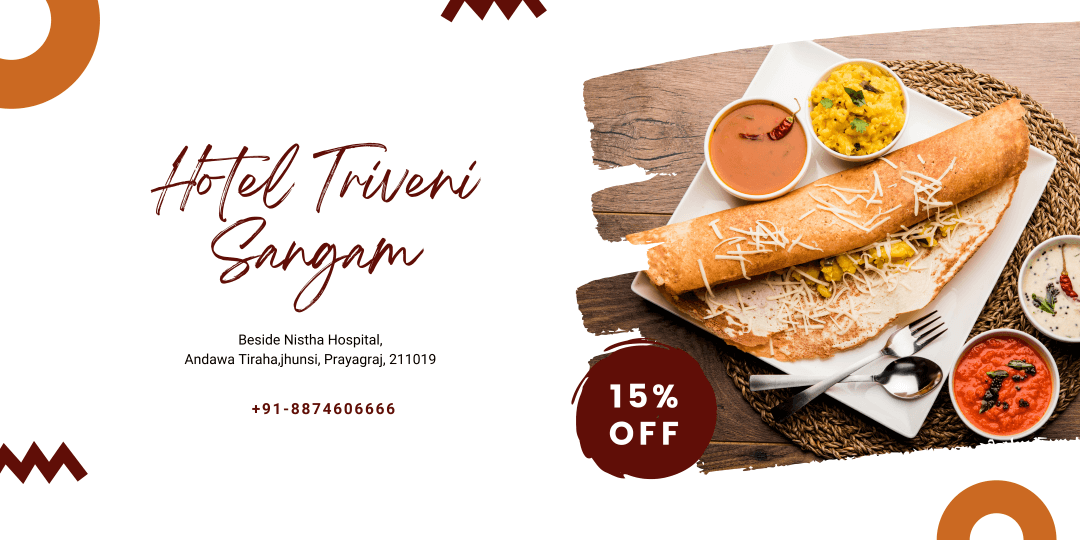 Hotel Triveni
Sangam
Beside Nistha Hospital,
Andawa Tiraha,jhunsi, Prayagraj, 211019
+91-8874606666
15%
OFF